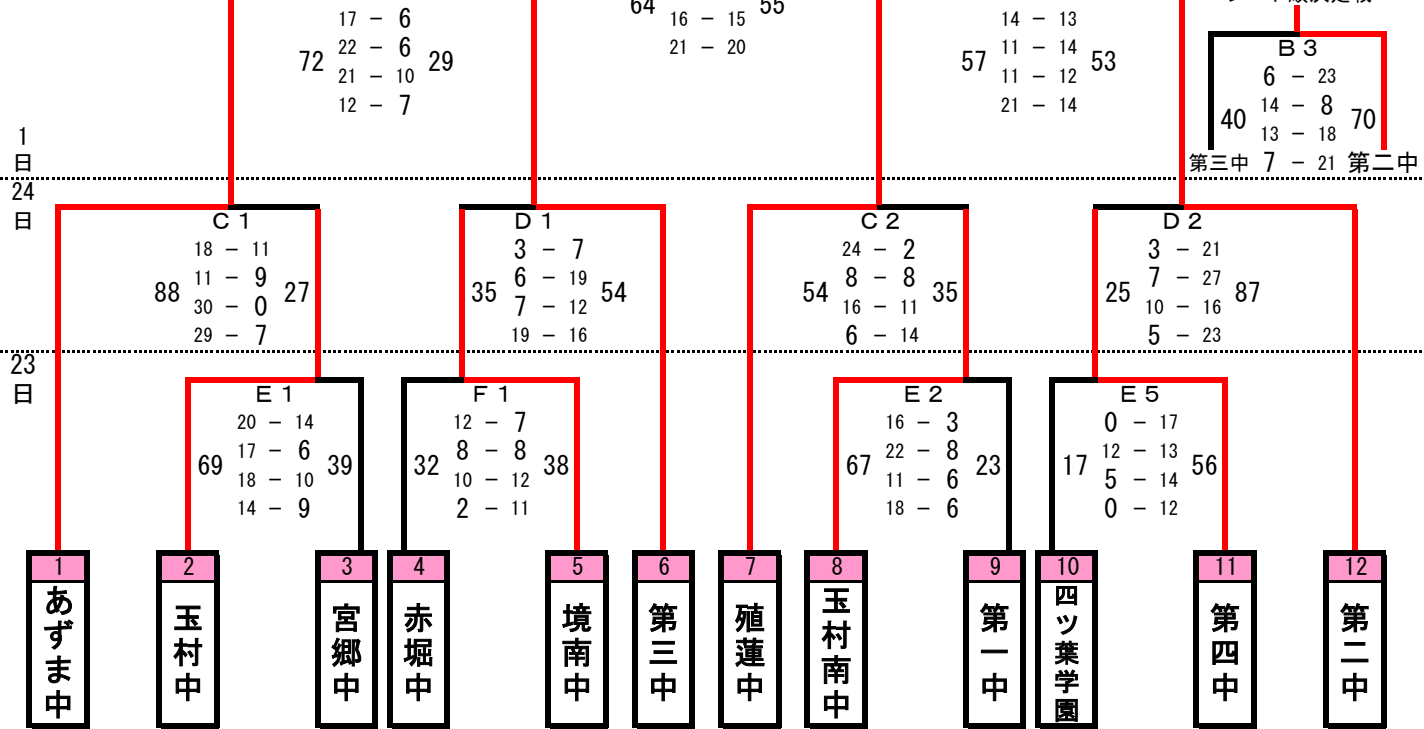 17 － 6
22 － 6
72 29
21 － 10
12 － 7
64 55
16 － 15
21 － 20
14 － 13
11 － 14
57 53
11 － 12
21 － 14
Ｂ３
6 － 23
14 － 8
40 70
13 － 18
第三中 7 － 21 第二中
1
日
24
日
Ｃ１
18 － 11
11 － 9
88 27
30 － 0
29 － 7
Ｄ１
3 － 7
6 － 19
35 54
7 － 12
19 － 16
Ｃ２
24 － 2
8 － 8
54 35
16 － 11
6 － 14
Ｄ２
3 － 21
7 － 27
25 87
10 － 16
5 － 23
23
日
Ｅ１
20 － 14
17 － 6
69 39
18 － 10
14 － 9
Ｆ１
12 － 7
8 － 8
32 38
10 － 12
2 － 11
Ｅ２
16 － 3
22 － 8
67 23
11 － 6
18 － 6
Ｅ５
0 － 17
12 － 13
17 56
5 － 14
0 － 12
1
あずま中
2
玉村中
3
宮郷中
4
赤堀中
5
境南中
6
第三中
7
殖蓮中
8
玉村南中
9
第一中
10
四ツ葉学園
11
第四中
12
第二中